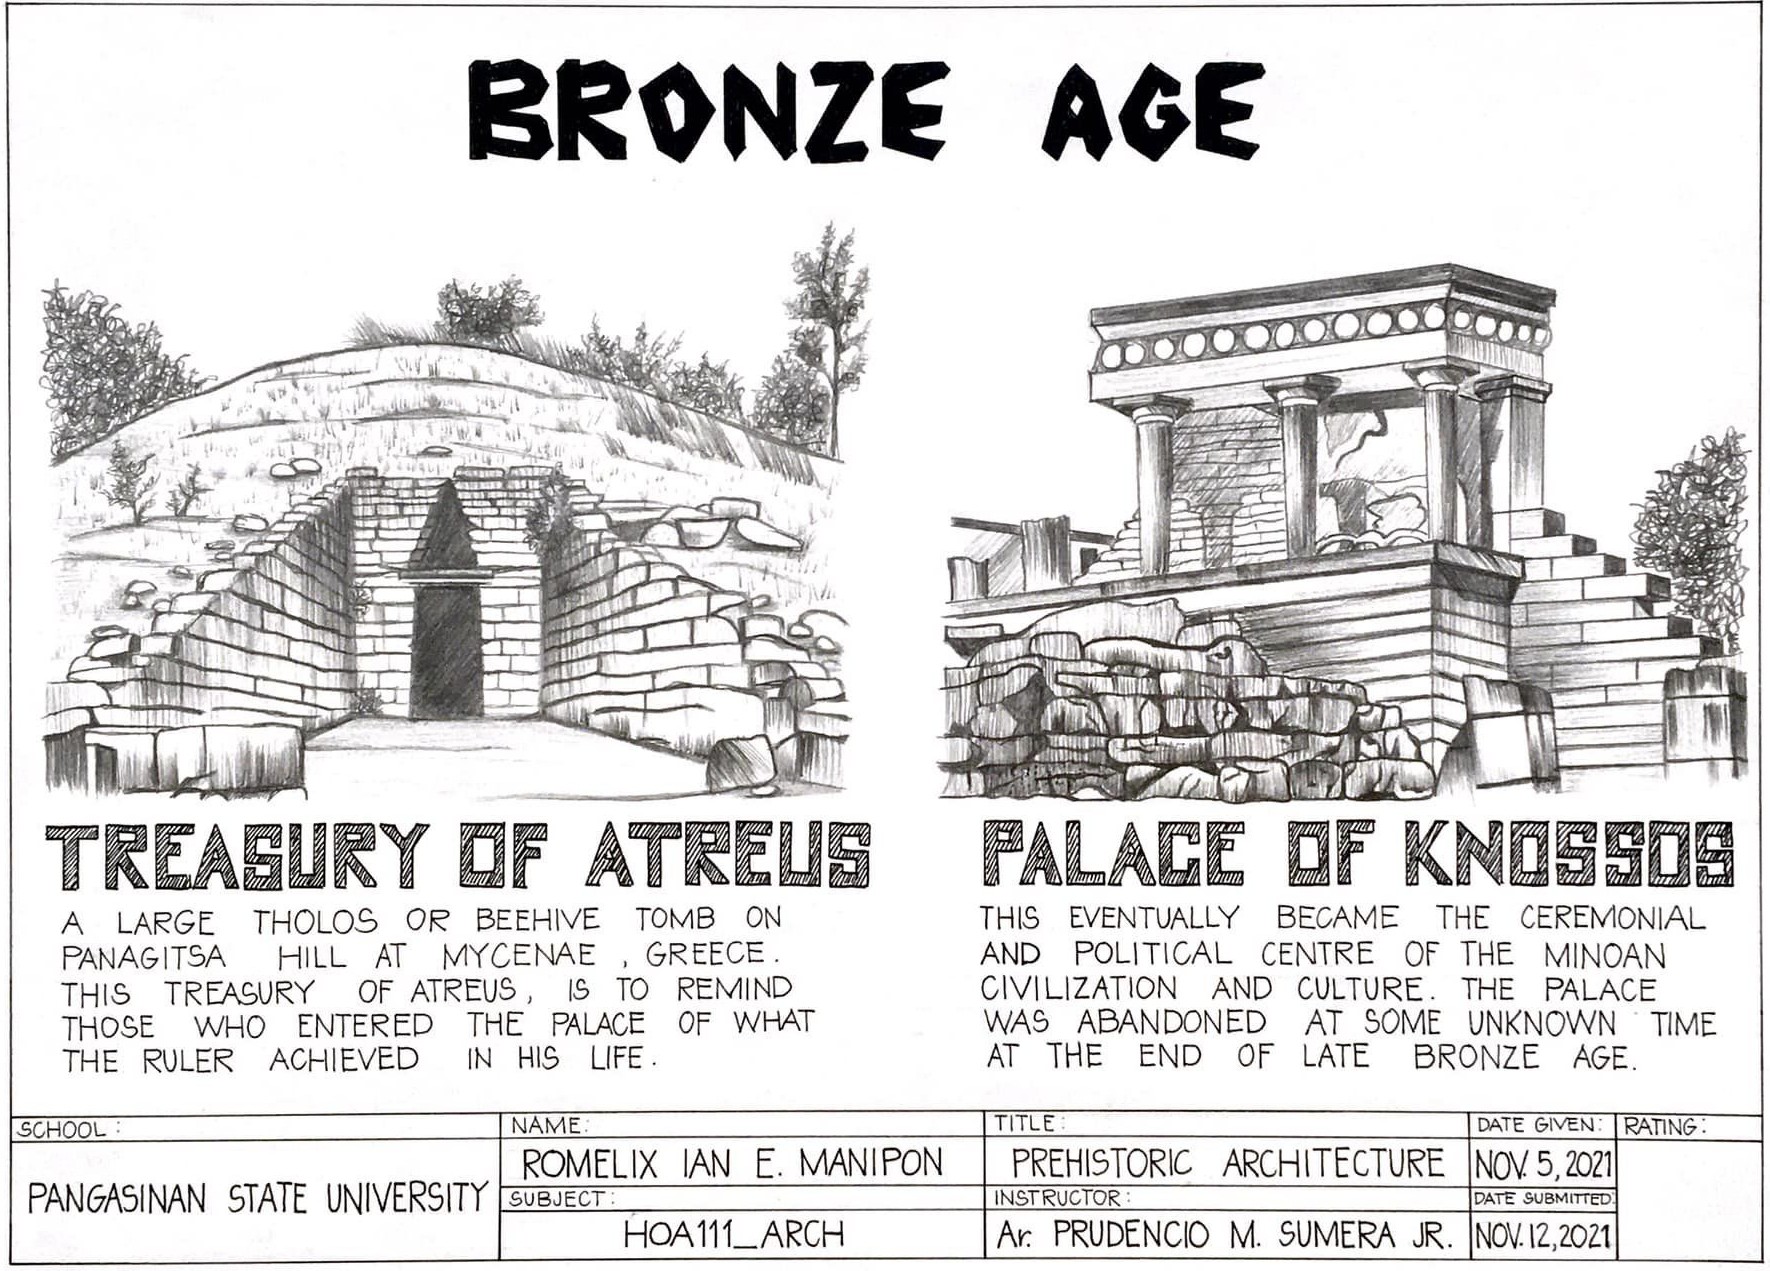 BRONZE AGE
TREASURY OF ATREUS
A LARGE THOLOS OR BEEHIVE TOMB ON
PANAGITSA HILL AT MYCENAE , GREECE.
THIS TREASURY OF ATREUS, IS TO REMIND
THOSE WHO ENTERED THE PALACE OF WHAT
THE RULER ACHIEVED IN HIS LIFE.
PALACE OF KNOSSOS
THIS EVENTUALLY BECAME THE CEREMONIAL
AND POLITICAL CENTRE OF THE MINOAN
CIVILIZATION AND CULTURE. THE PALACE
WAS ABANDONED AT SOME UNKNOWN TIME
AT THE END OF LATE BRONZE AGE.
SCHOOL:
PANGASINAN STATE UNIVERSITY
NAME:
ROMELIX IAN E. MANIPON
SUBJECT:
HOA111_ARCH
TITLE:
PREHISTORIC ARCHITECTURE
INSTRUCTOR:
Ar. PRUDENCIO M. SUMERA JR.
DATE GIVEN:
NOV. 5, 2021
DATE SUBMITTED:
NOV. 12, 2021
RATING: